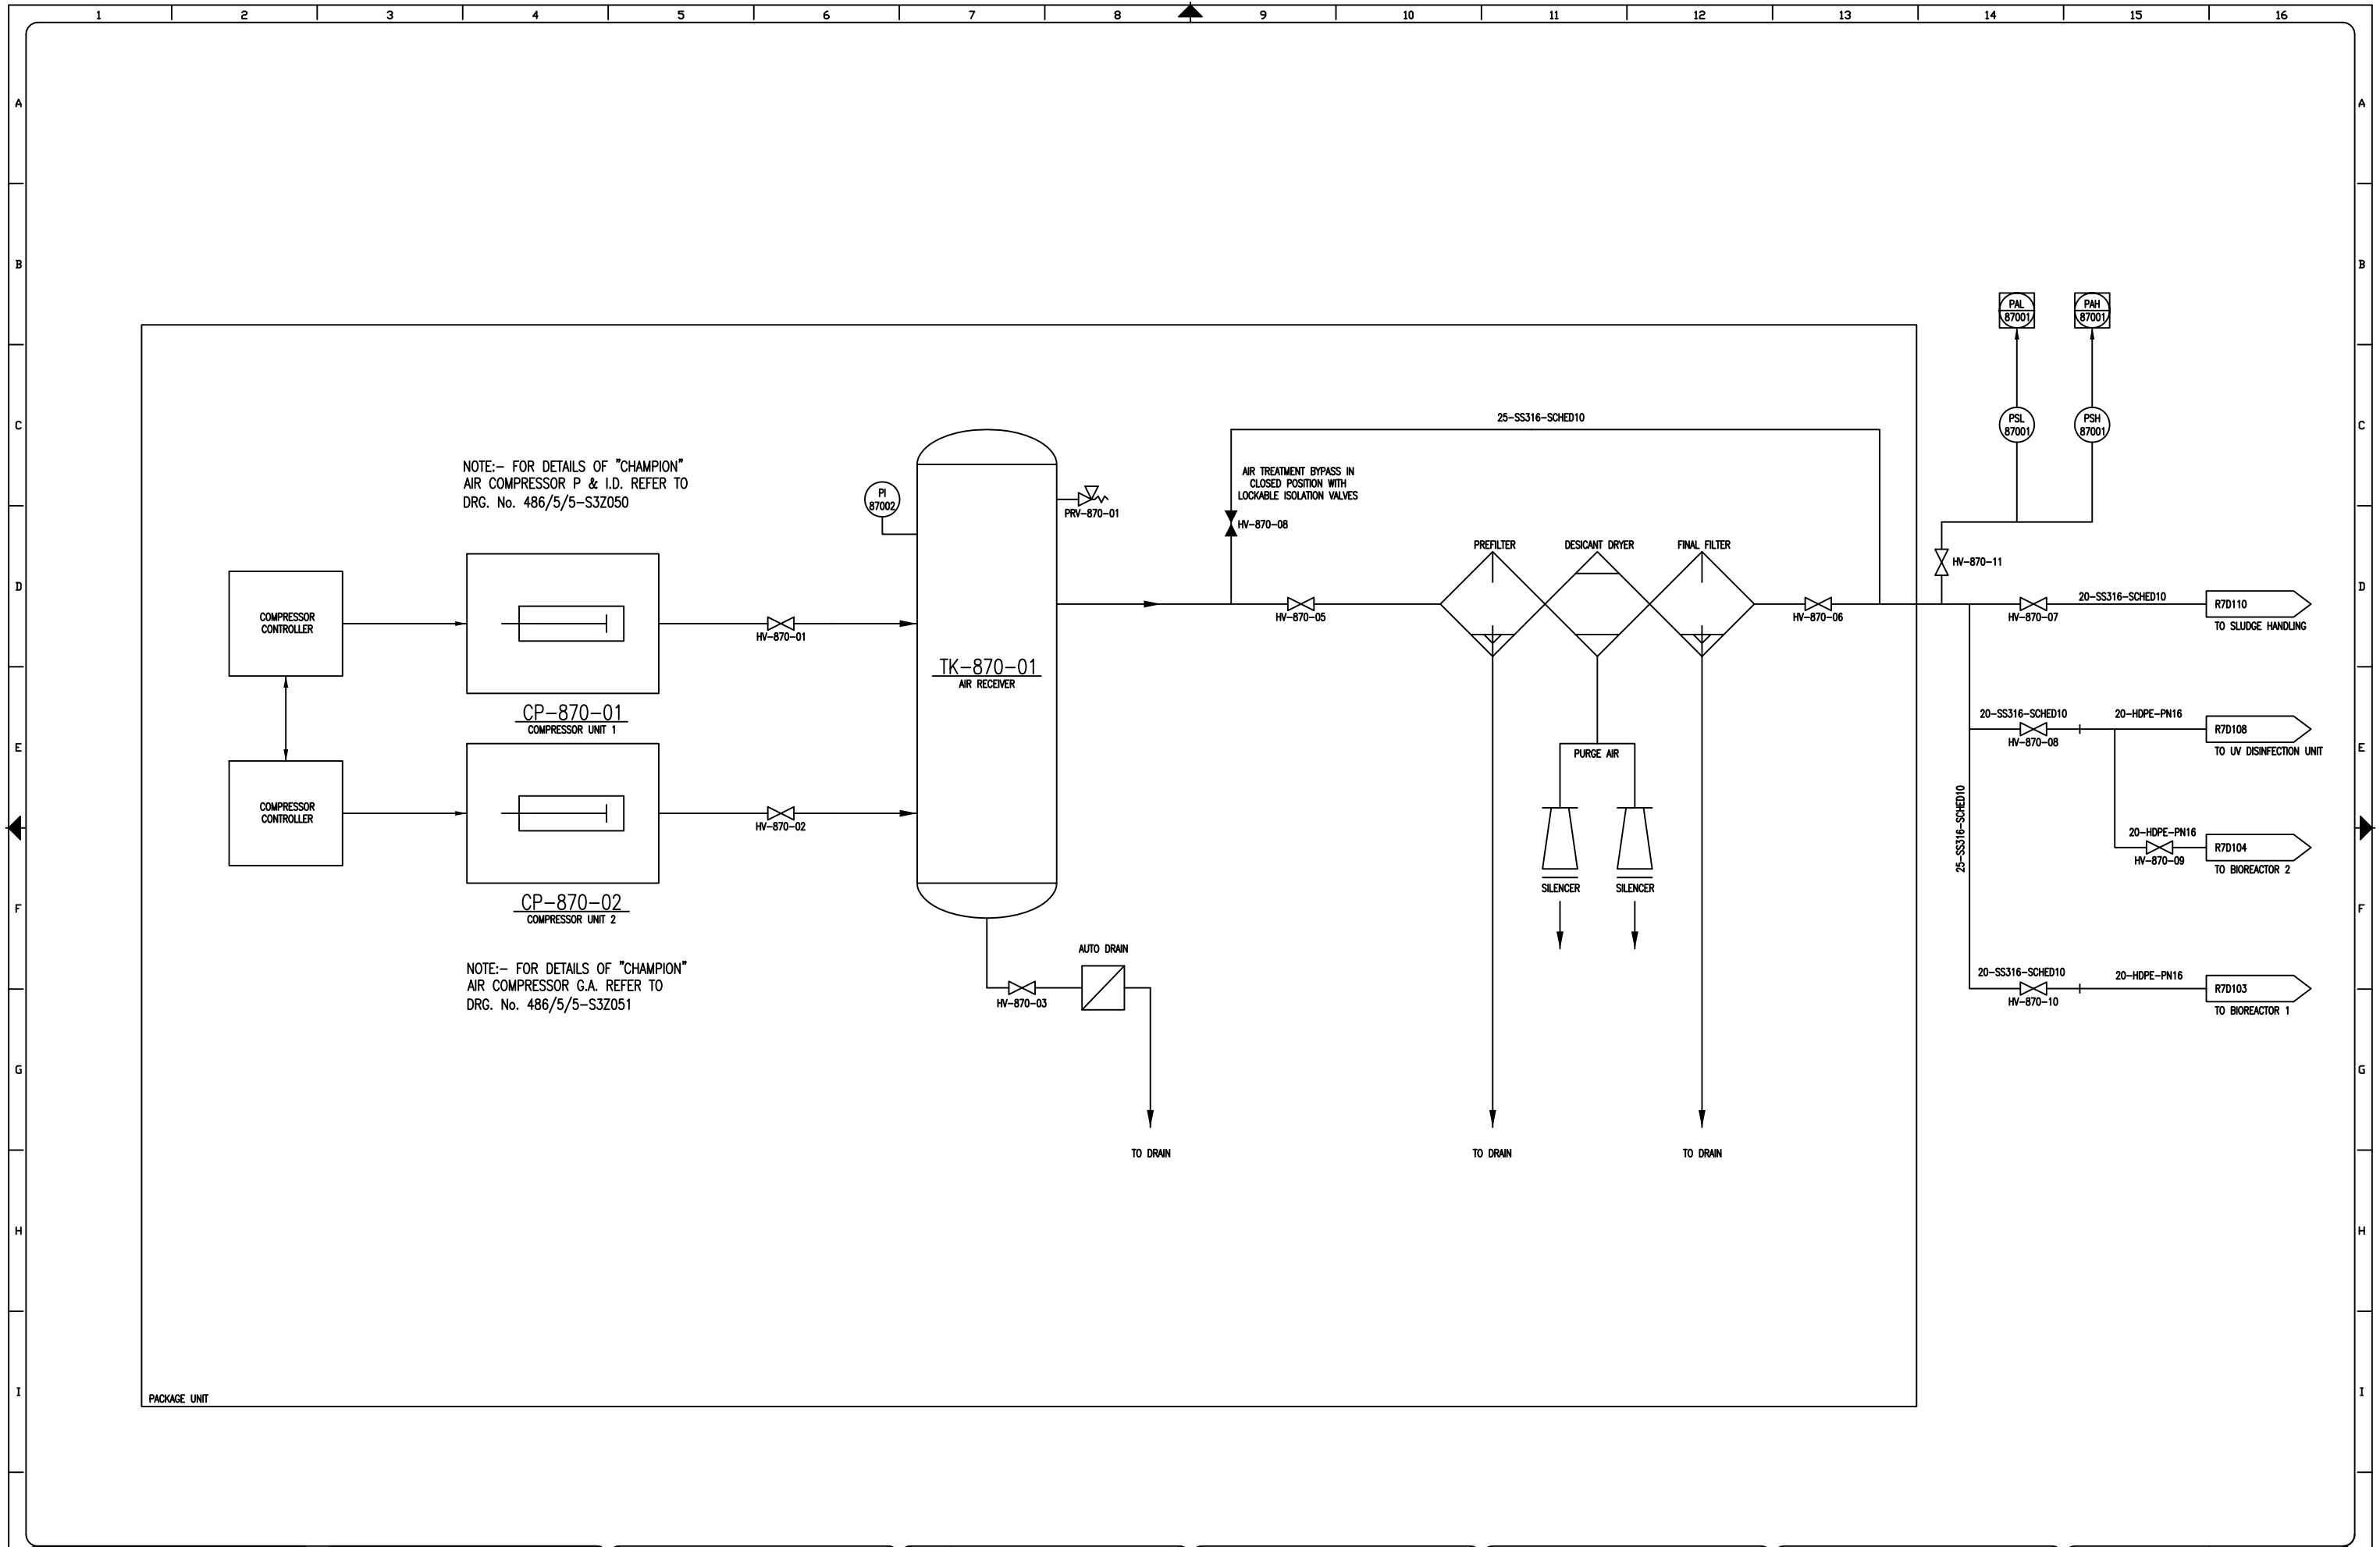 1 2 3 4 5 6 7 8 9 10 11 12 13 14 15 16
A A
B B
PAL
87001
PAH
87001
C C
PSL
87001
PSH
87001
25-SS316-SCHED10
NOTE:- FOR DETAILS OF "CHAMPION"
AIR COMPRESSOR P & I.D. REFER TO
DRG. No. 486/5/5-S3Z050
PI
87002
PRV-870-01
AIR TREATMENT BYPASS IN
CLOSED POSITION WITH
LOCKABLE ISOLATION VALVES
HV-870-08
PREFILTER
DESICANT DRYER
FINAL FILTER
HV-870-11
D D
COMPRESSOR
CONTROLLER
HV-870-01
HV-870-05
HV-870-06
HV-870-07
20-SS316-SCHED10
R7D110
TO SLUDGE HANDLING
TK-870-01
AIR RECEIVER
CP-870-01
COMPRESSOR UNIT 1
E E
PURGE AIR
20-SS316-SCHED10
HV-870-08
20-HDPE-PN16
R7D108
TO UV DISINFECTION UNIT
COMPRESSOR
CONTROLLER
HV-870-02
25-SS316-SCHED10
20-HDPE-PN16
HV-870-09
R7D104
TO BIOREACTOR 2
SILENCER
SILENCER
F F
CP-870-02
COMPRESSOR UNIT 2
AUTO DRAIN
HV-870-03
NOTE:- FOR DETAILS OF "CHAMPION"
AIR COMPRESSOR G.A. REFER TO
DRG. No. 486/5/5-S3Z051
20-SS316-SCHED10
HV-870-10
20-HDPE-PN16
R7D103
TO BIOREACTOR 1
G G
TO DRAIN
TO DRAIN
TO DRAIN
H H
I I
PACKAGE UNIT